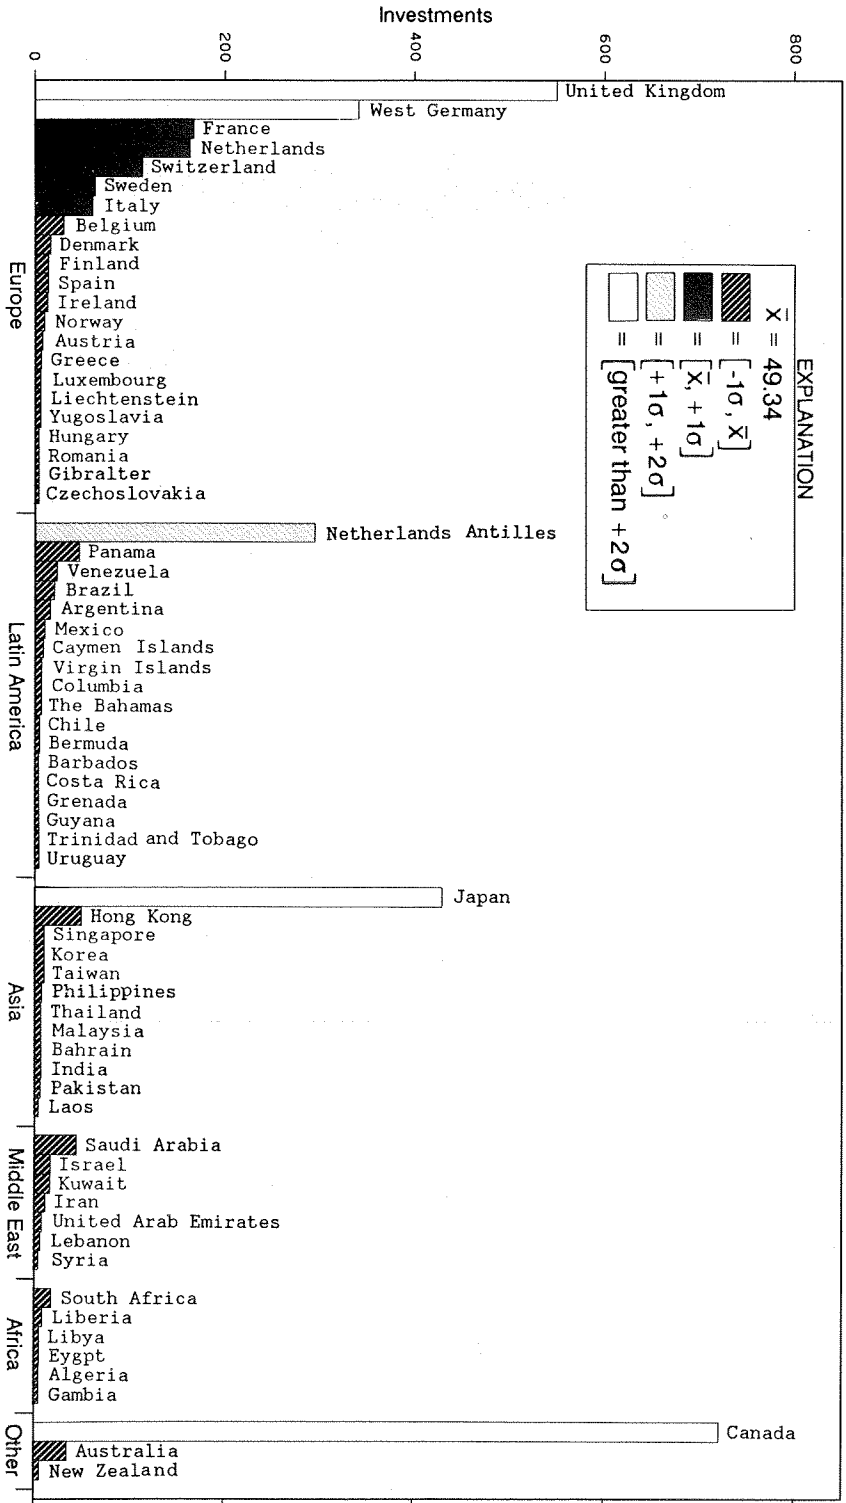 Investments
0
200
400
600
800
United Kingdom
West Germany
France
Netherlands
Switzerland
Sweden
Italy
Belgium
Denmark
Finland
Spain
Ireland
Norway
Austria
Greece
Luxembourg
Liechtenstein
Yugoslavia
Hungary
Romania
Gibralter
Czechoslovakia
Europe
EXPLANATION
x̄ = 49.34
= [-1σ, x̄]
= [x̄, +1σ]
= [+1σ, +2σ]
= [greater than +2σ]
Netherlands Antilles
Panama
Venezuela
Brazil
Argentina
Mexico
Caymen Islands
Virgin Islands
Columbia
The Bahamas
Chile
Bermuda
Barbados
Costa Rica
Grenada
Guyana
Trinidad and Tobago
Uruguay
Latin America
Japan
Hong Kong
Singapore
Korea
Taiwan
Philippines
Thailand
Malaysia
Bahrain
India
Pakistan
Laos
Asia
Saudi Arabia
Israel
Kuwait
Iran
United Arab Emirates
Lebanon
Syria
Middle East
South Africa
Liberia
Libya
Eygpt
Algeria
Gambia
Africa
Canada
Australia
New Zealand
Other